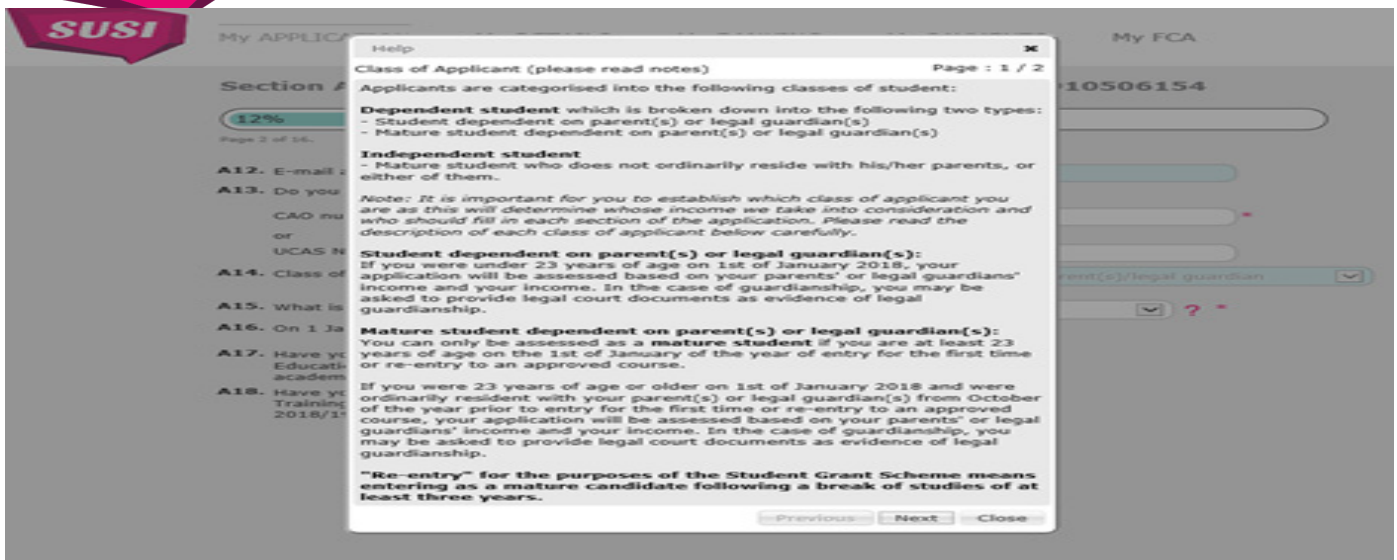 SUSI
My APPLICA
My FCA
Help
Class of Applicant (please read notes) Page : 1 / 2
Section A
10506154
Applicants are categorised into the following classes of student:
12%
Page 2 of 16.
Dependent student which is broken down into the following two types:
- Student dependent on parent(s) or legal guardian(s)
- Mature student dependent on parent(s) or legal guardian(s)
Independent student
- Mature student who does not ordinarily reside with his/her parents, or
either of them.
Note: It is important for you to establish which class of applicant you
are as this will determine whose income we take into consideration and
who should fill in each section of the application. Please read the
description of each class of applicant below carefully.
Student dependent on parent(s) or legal guardian(s):
If you were under 23 years of age on 1st of January 2018, your
application will be assessed based on your parents' or legal guardians'
income and your income. In the case of guardianship, you may be
asked to provide legal court documents as evidence of legal
guardianship.
Mature student dependent on parent(s) or legal guardian(s):
You can only be assessed as a mature student if you are at least 23
years of age on the 1st of January of the year of entry for the first time
or re-entry to an approved course.
If you were 23 years of age or older on 1st of January 2018 and were
ordinarily resident with your parent(s) or legal guardian(s) from October
of the year prior to entry for the first time or re-entry to an approved
course, your application will be assessed based on your parents' or legal
guardians' income and your income. In the case of guardianship, you
may be asked to provide legal court documents as evidence of legal
guardianship.
"Re-entry" for the purposes of the Student Grant Scheme means
entering as a mature candidate following a break of studies of at
least three years.
Previous Next Close
A12. E-mail a
A13. Do you
CAO nu
*
or
UCAS N
A14. Class of
rent(s)/legal guardian
A15. What is
? *
A16. On 1 Ja
A17. Have yo
Educati
academ
A18. Have yo
Training
2018/1